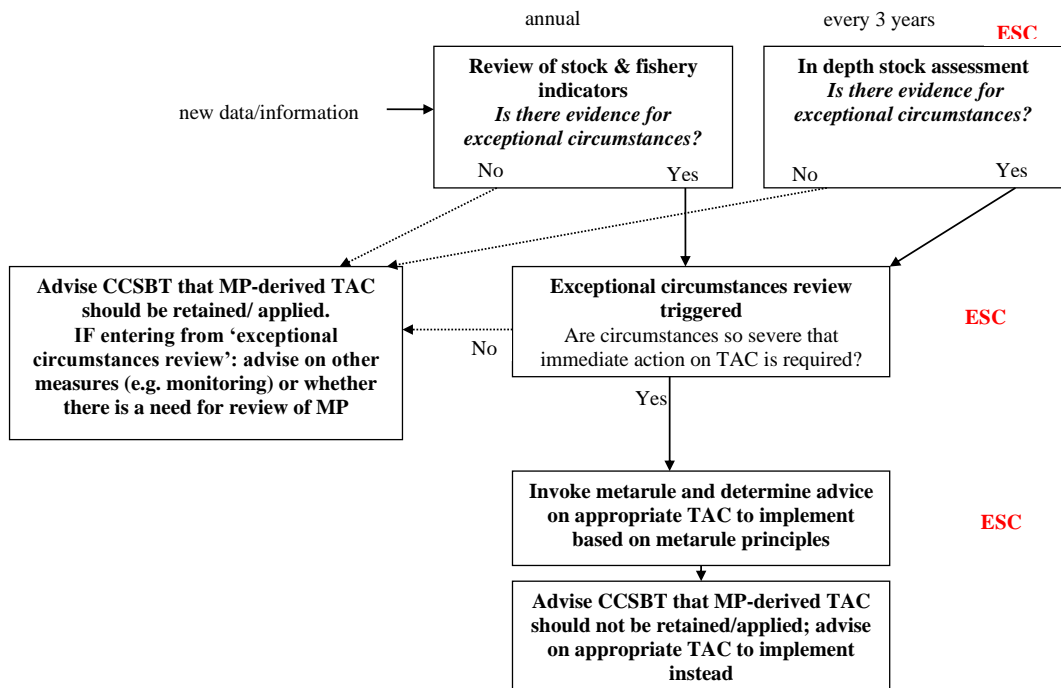 annual
every 3 years
ESC
Review of stock & fishery
indicators
Is there evidence for
exceptional circumstances?
No
Yes
In depth stock assessment
Is there evidence for
exceptional circumstances?
No
Yes
new data/information
Advise CCSBT that MP-derived TAC
should be retained/ applied.
IF entering from ‘exceptional
circumstances review’: advise on other
measures (e.g. monitoring) or whether
there is a need for review of MP
Exceptional circumstances review
triggered
Are circumstances so severe that
immediate action on TAC is required?
ESC
No
Yes
Invoke metarule and determine advice
on appropriate TAC to implement
based on metarule principles
ESC
Advise CCSBT that MP-derived TAC
should not be retained/applied; advise
on appropriate TAC to implement
instead